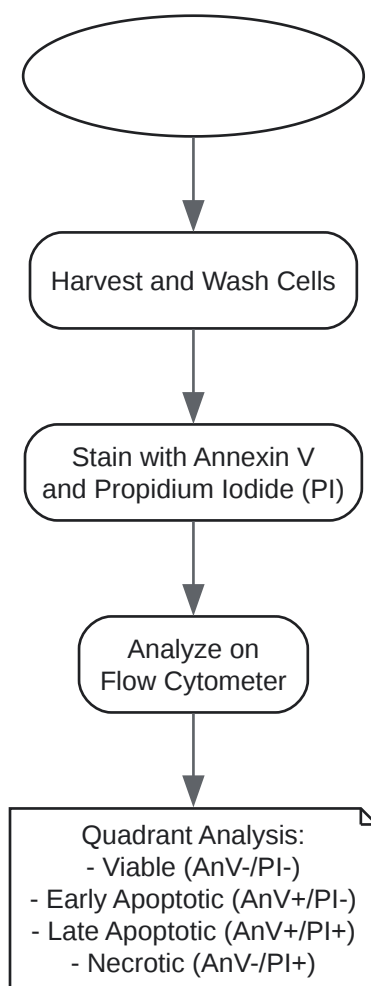 Harvest and Wash Cells
Stain with Annexin V
and Propidium Iodide (PI)
Analyze on
Flow Cytometer
Quadrant Analysis:
- Viable (AnV-/PI-)
- Early Apoptotic (AnV+/PI-)
- Late Apoptotic (AnV+/PI+)
- Necrotic (AnV-/PI+)